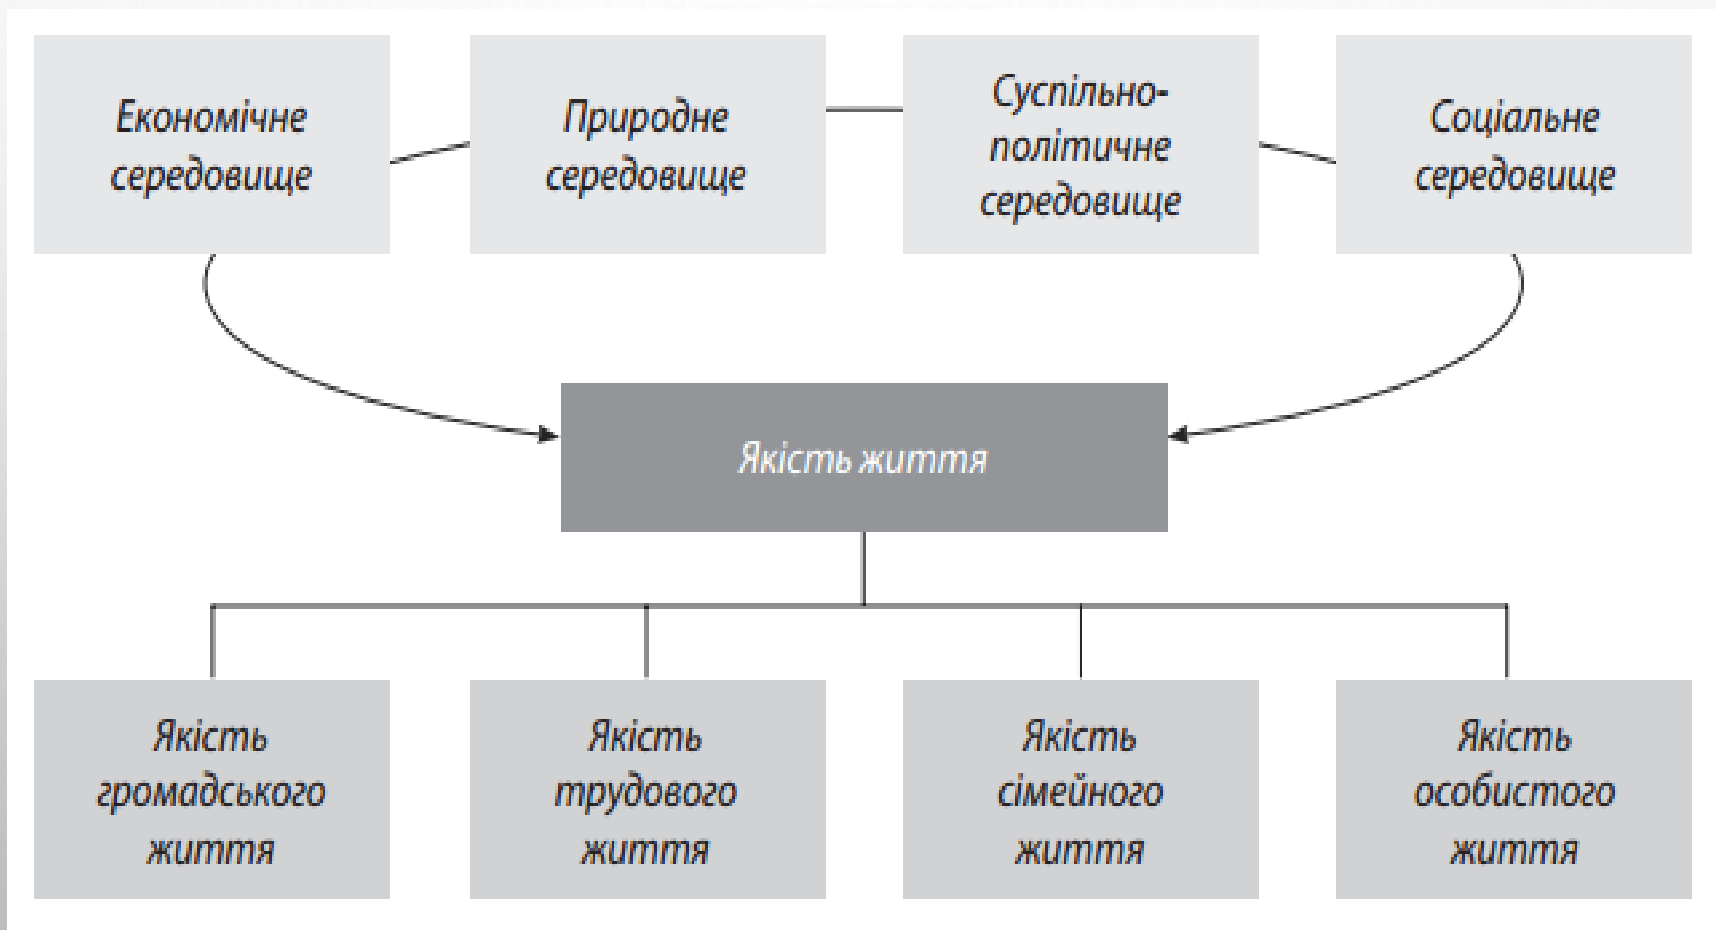 Економічне
середовище
Природне
середовище
Суспільно-
політичне
середовище
Соціальне
середовище
Якість життя
Якість
громадського
життя
Якість
трудового
життя
Якість
сімейного
життя
Якість
особистого
життя